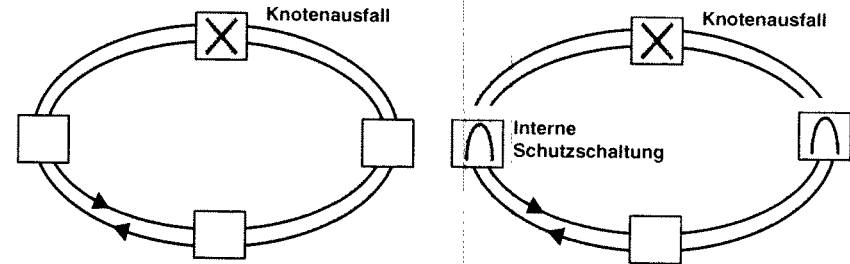 Knotenausfall
Knotenausfall
Interne
Schutzschaltung